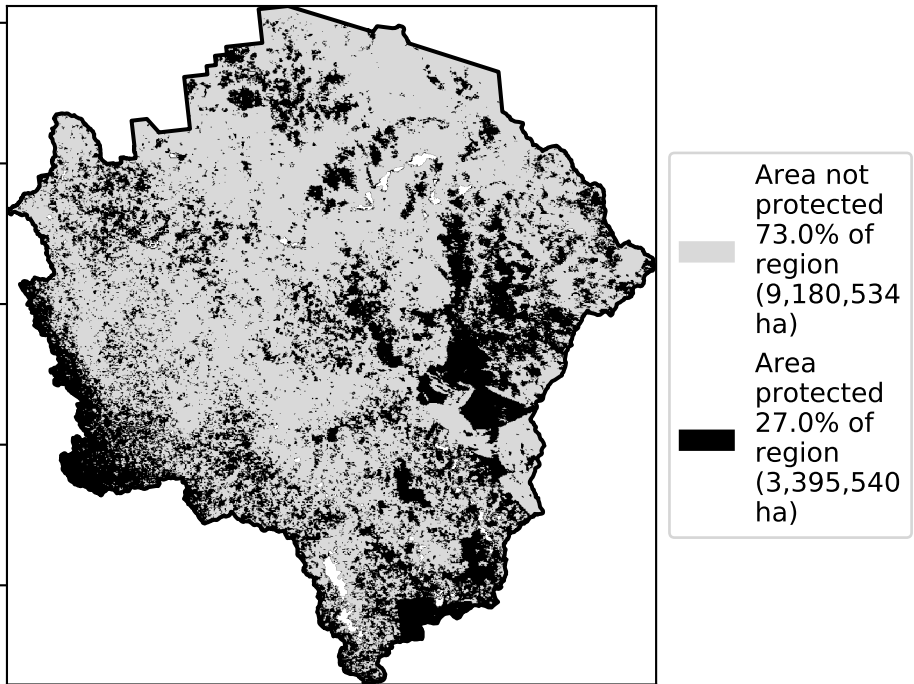 Area not
protected
73.0% of
region
(9,180,534
ha)
Area
protected
27.0% of
region
(3,395,540
ha)